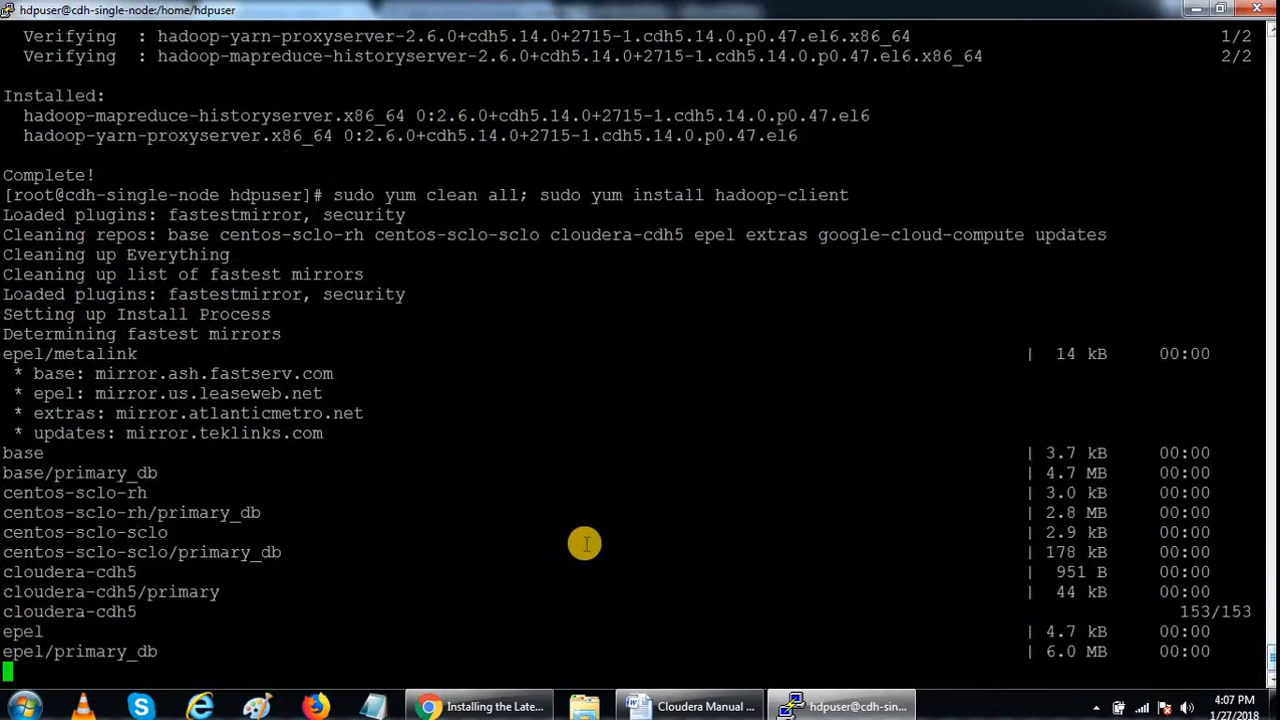 hdpuser@cdh-single-node:/home/hdpuser
Verifying  : hadoop-yarn-proxyserver-2.6.0+cdh5.14.0+2715-1.cdh5.14.0.p0.47.el6.x86_64 1/2
Verifying  : hadoop-mapreduce-historyserver-2.6.0+cdh5.14.0+2715-1.cdh5.14.0.p0.47.el6.x86_64 2/2
Installed:
hadoop-mapreduce-historyserver.x86_64 0:2.6.0+cdh5.14.0+2715-1.cdh5.14.0.p0.47.el6
hadoop-yarn-proxyserver.x86_64 0:2.6.0+cdh5.14.0+2715-1.cdh5.14.0.p0.47.el6
Complete!
[root@cdh-single-node hdpuser]# sudo yum clean all; sudo yum install hadoop-client
Loaded plugins: fastestmirror, security
Cleaning repos: base centos-sclo-rh centos-sclo-sclo cloudera-cdh5 epel extras google-cloud-compute updates
Cleaning up Everything
Cleaning up list of fastest mirrors
Loaded plugins: fastestmirror, security
Setting up Install Process
Determining fastest mirrors
epel/metalink | 14 kB 00:00
* base: mirror.ash.fastserv.com
* epel: mirror.us.leaseweb.net
* extras: mirror.atlanticmetro.net
* updates: mirror.teklinks.com
base | 3.7 kB 00:00
base/primary_db | 4.7 MB 00:00
centos-sclo-rh | 3.0 kB 00:00
centos-sclo-rh/primary_db | 2.8 MB 00:00
centos-sclo-sclo | 2.9 kB 00:00
centos-sclo-sclo/primary_db | 178 kB 00:00
cloudera-cdh5 | 951 B 00:00
cloudera-cdh5/primary | 44 kB 00:00
cloudera-cdh5 153/153
epel | 4.7 kB 00:00
epel/primary_db | 6.0 MB 00:00
Installing the Late... Cloudera Manual ... hdpuser@cdh-sin... 4:07 PM
1/27/2018